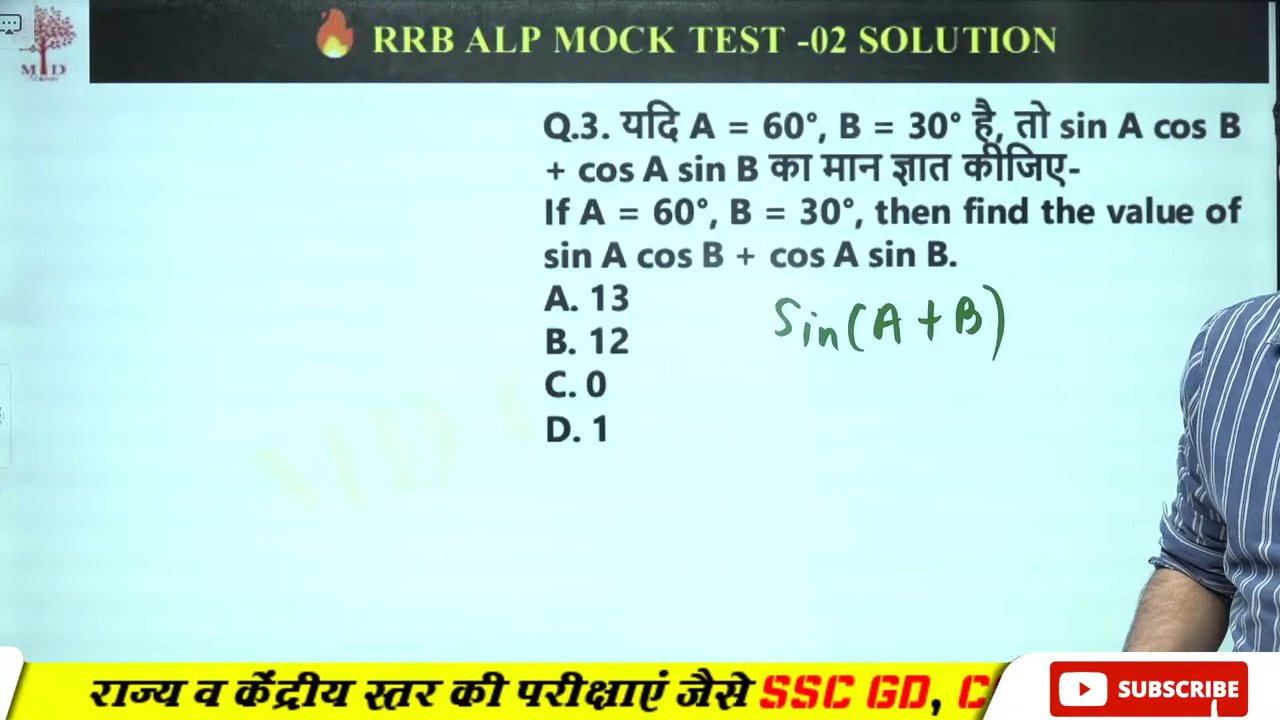 🔥 RRB ALP MOCK TEST -02 SOLUTION
M D
Q.3. यदि A = 60°, B = 30° है, तो sin A cos B
+ cos A sin B का मान ज्ञात कीजिए-
If A = 60°, B = 30°, then find the value of
sin A cos B + cos A sin B.
A. 13
B. 12
C. 0
D. 1
Sin(A + B)
राज्य व केंद्रीय स्तर की परीक्षाएं जैसे SSC GD, C
SUBSCRIBE